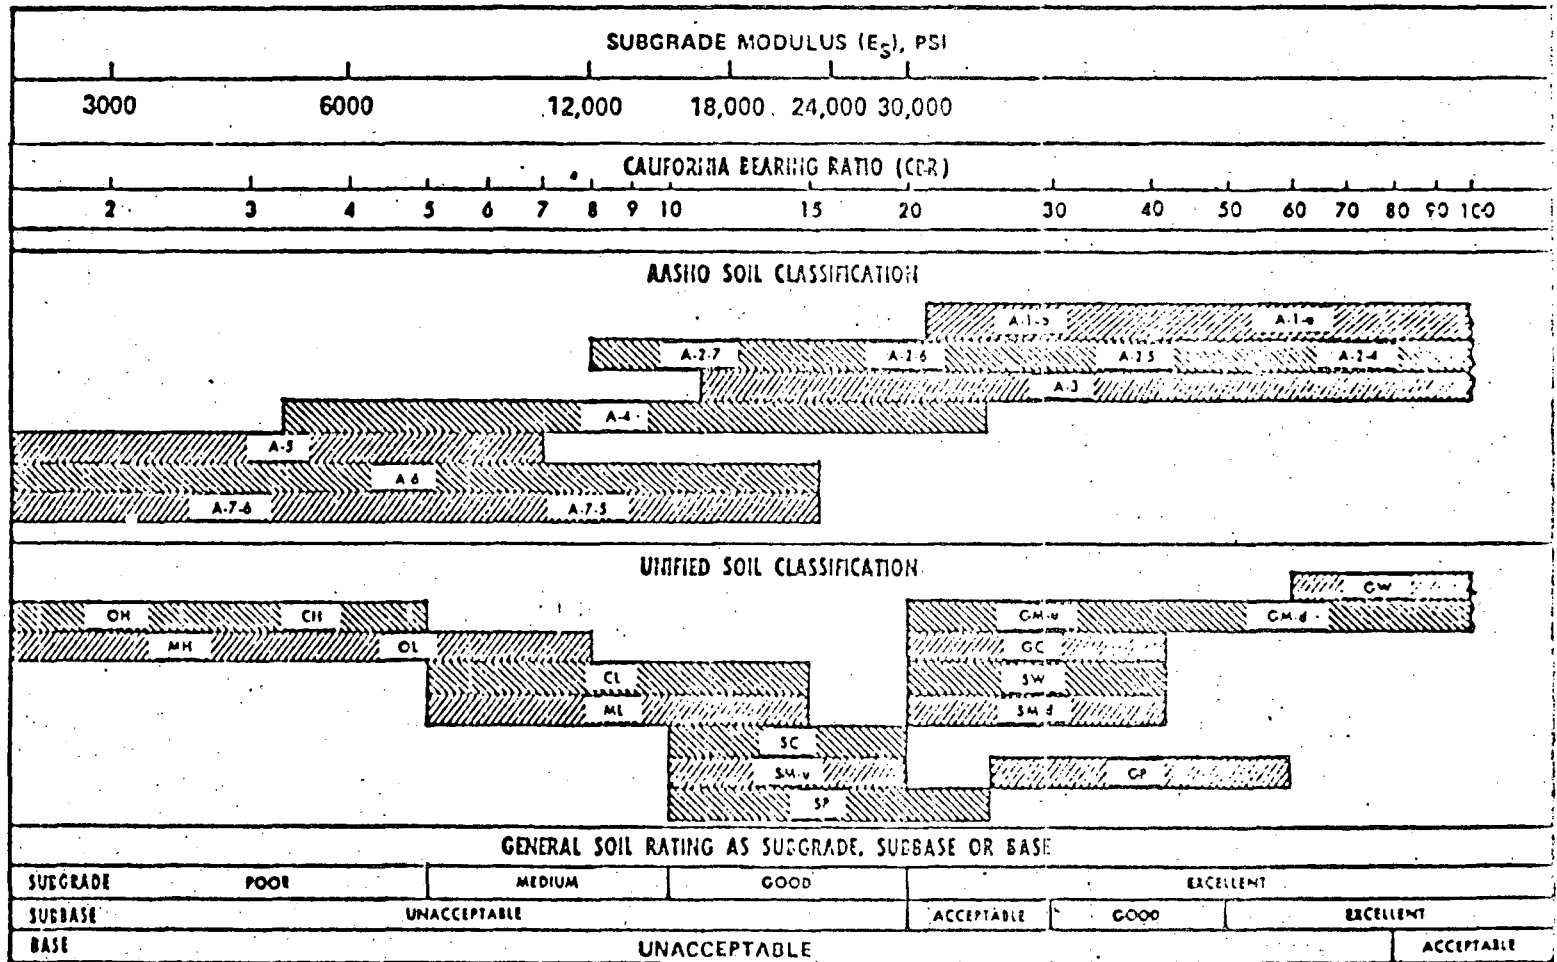 SUBGRADE MODULUS (ES), PSI
3000 6000 12,000 18,000 24,000 30,000
CALIFORNIA BEARING RATIO (CBR)
2 3 4 5 6 7 8 9 10 15 20 30 40 50 60 70 80 90 100
AASHO SOIL CLASSIFICATION
A-1-b A-1-a
A-2-7 A-2-6 A-2-5 A-2-4
A-3
A-4
A-5
A-6
A-7-6 A-7-5
UNIFIED SOIL CLASSIFICATION
GW
OH CH GM-u GM-d
MH OL GC
CL SW
ML SM-d
SC
SM-u GP
SP
GENERAL SOIL RATING AS SUBGRADE, SUBBASE OR BASE
SUBGRADE POOR MEDIUM GOOD EXCELLENT
SUBBASE UNACCEPTABLE ACCEPTABLE GOOD EXCELLENT
BASE UNACCEPTABLE ACCEPTABLE